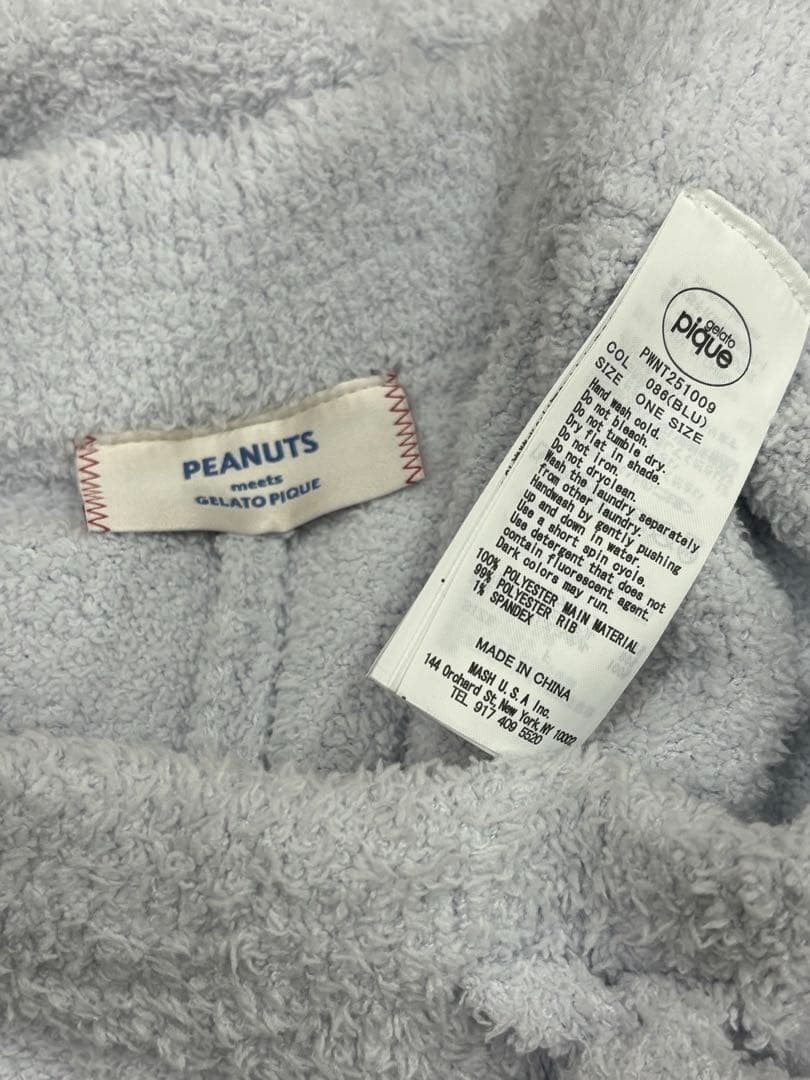 PEANUTS
meets
GELATO PIQUE
gelato
pique
PWNT251009
COL 086(BLU)
SIZE ONE SIZE
Hand wash cold.
Do not bleach.
Do not tumble dry.
Dry flat in shade.
Do not iron.
Do not dryclean.
Wash the laundry separately
from other laundry.
Handwash by gently pushing
up and down in water.
Use a short spin cycle.
Use detergent that does not
contain fluorescent agent.
Dark colors may run.
100% POLYESTER MAIN MATERIAL
99% POLYESTER RIB
1% SPANDEX
MADE IN CHINA
MASH U.S.A Inc.
144 Orchard St, New York, NY 10002
TEL 917 409 5520